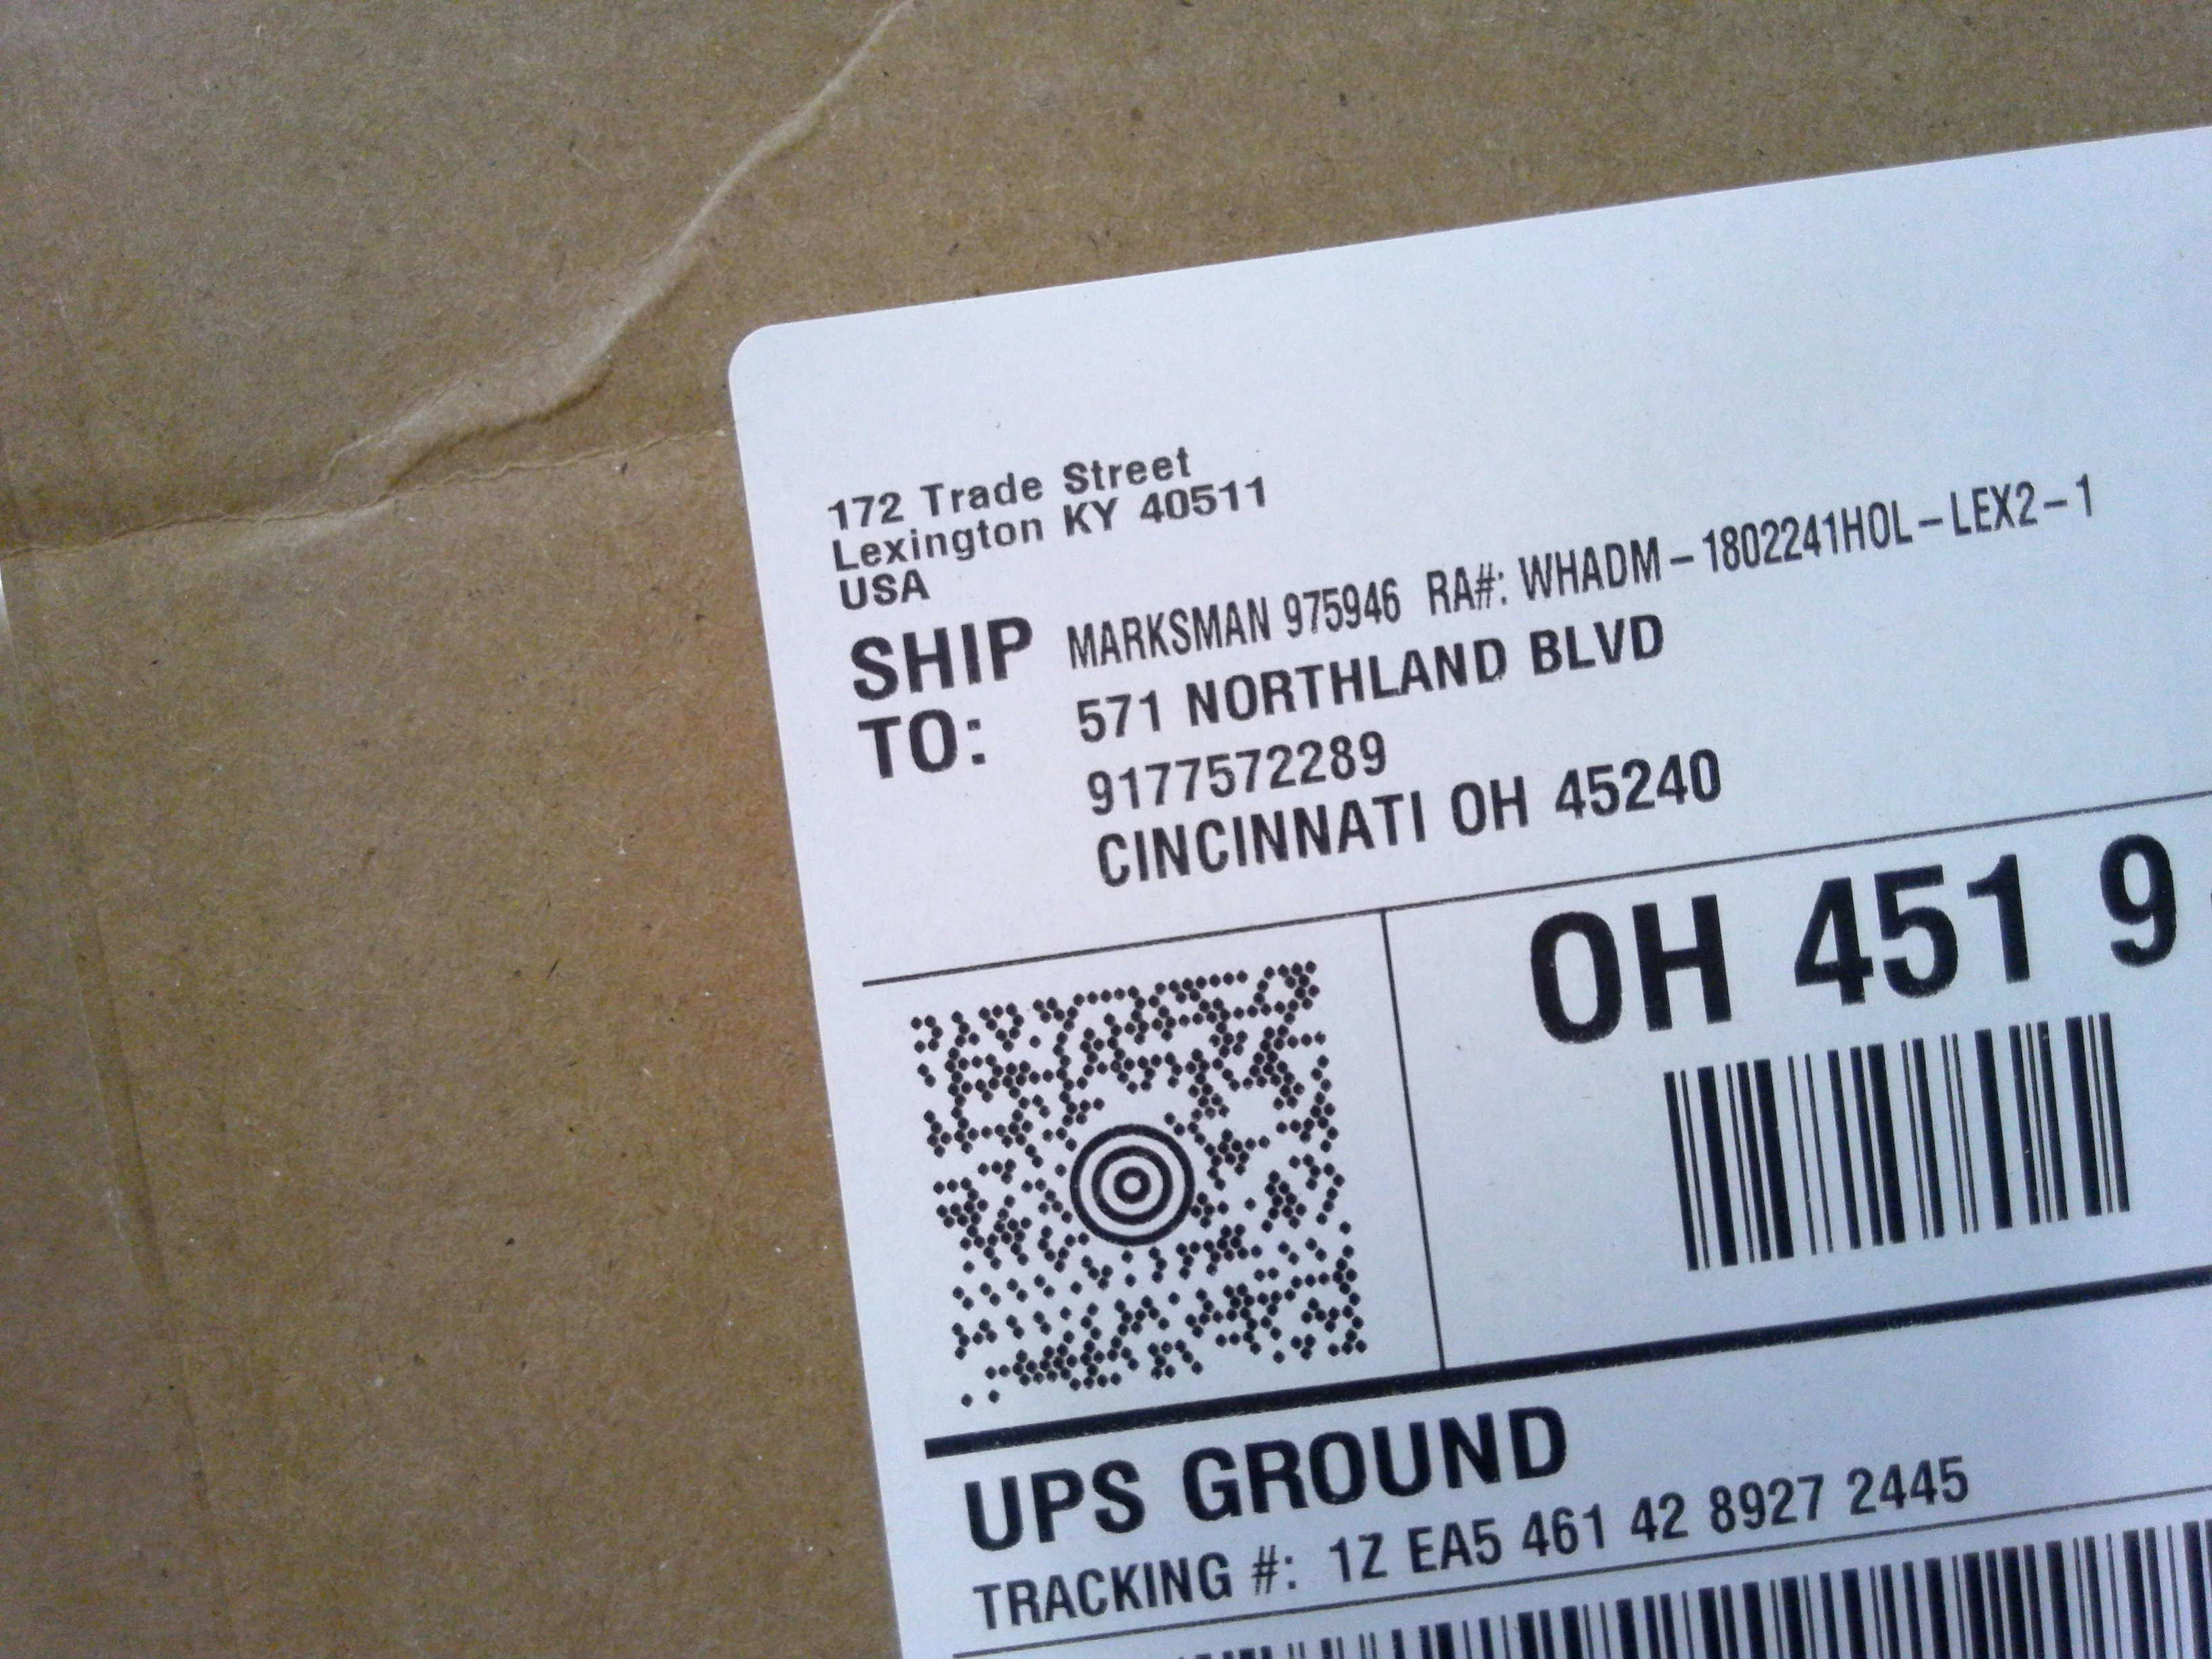 172 Trade Street
Lexington KY 40511
USA
SHIP TO:
MARKSMAN 975946 RA#: WHADM-1802241HOL-LEX2-1
571 NORTHLAND BLVD
9177572289
CINCINNATI OH 45240
OH 451 9
UPS GROUND
TRACKING #: 1Z EA5 461 42 8927 2445